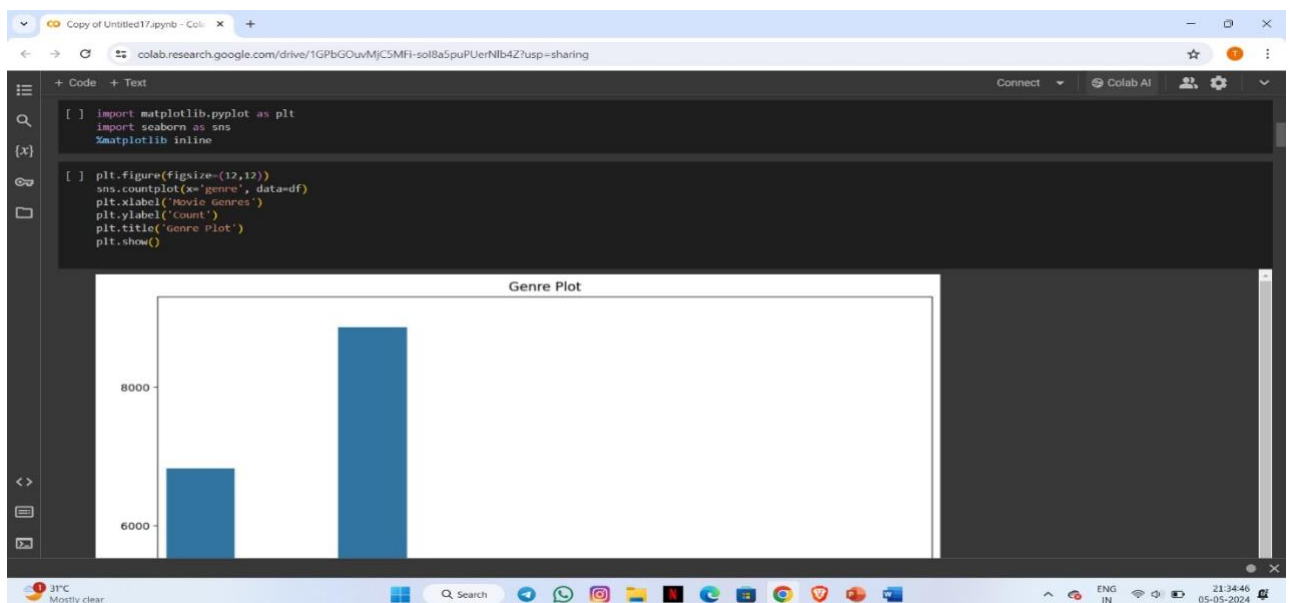 Copy of Untitled17.ipynb - Cola
colab.research.google.com/drive/1GPbGOuvMjC5MFi-sol8a5puPUerNlb4Z?usp=sharing
+ Code + Text
Connect
Colab AI
[ ] import matplotlib.pyplot as plt
import seaborn as sns
%matplotlib inline
[ ] plt.figure(figsize=(12,12))
sns.countplot(x='genre', data=df)
plt.xlabel('Movie Genres')
plt.ylabel('Count')
plt.title('Genre Plot')
plt.show()
Genre Plot
8000
6000
31°C
Mostly clear
Search
ENG
IN
21:34:46
05-05-2024